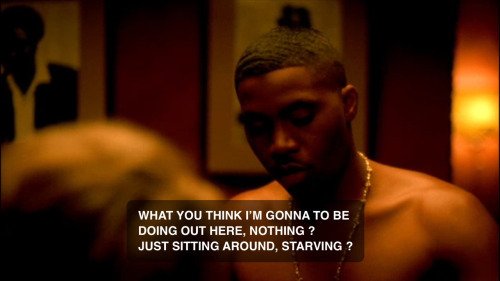 WHAT YOU THINK I'M GONNA TO BE
DOING OUT HERE, NOTHING ?
JUST SITTING AROUND, STARVING ?